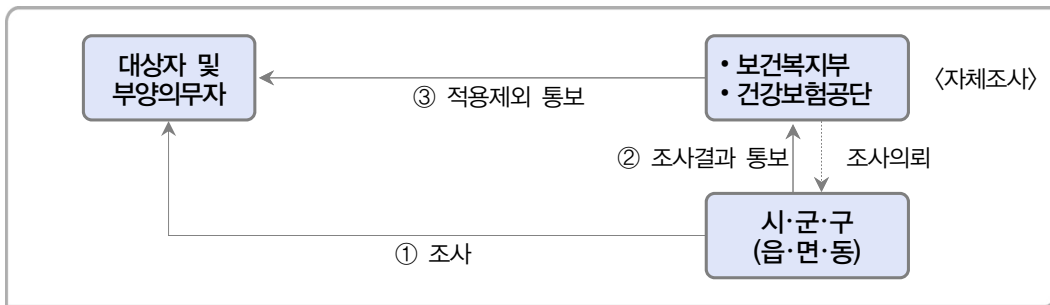 대상자 및
부양의무자
• 보건복지부
• 건강보험공단
〈자체조사〉
③ 적용제외 통보
② 조사결과 통보
조사의뢰
시·군·구
(읍·면·동)
① 조사